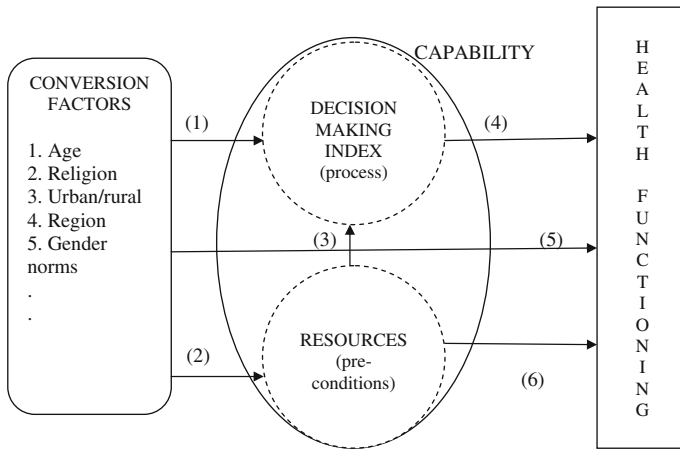 CONVERSION
FACTORS
1. Age
2. Religion
3. Urban/rural
4. Region
5. Gender
norms
.
.
(1)
(2)
CAPABILITY
DECISION
MAKING
INDEX
(process)
(3)
RESOURCES
(pre-
conditions)
(4)
(5)
(6)
H
E
A
L
T
H
F
U
N
C
T
I
O
N
I
N
G